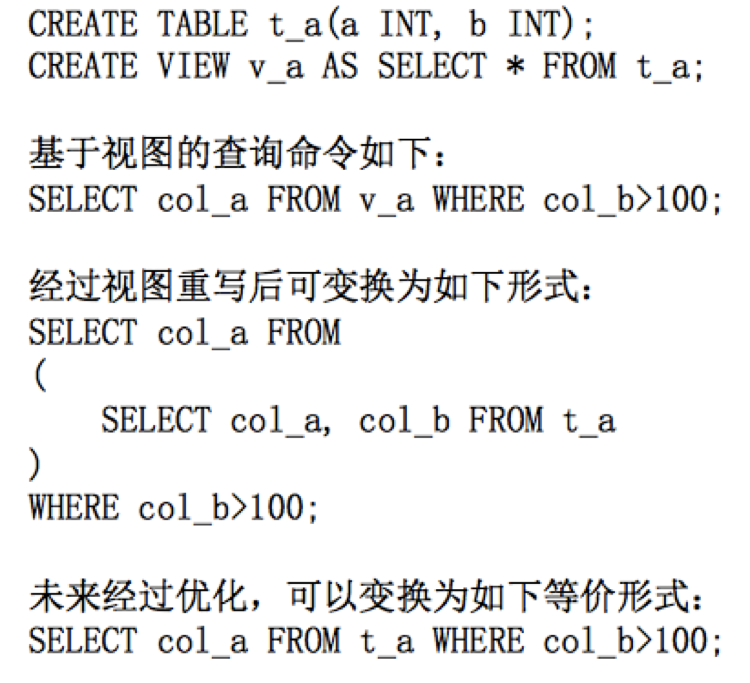 CREATE TABLE t_a(a INT, b INT);
CREATE VIEW v_a AS SELECT * FROM t_a;
基于视图的查询命令如下：
SELECT col_a FROM v_a WHERE col_b>100;
经过视图重写后可变换为如下形式：
SELECT col_a FROM
(
SELECT col_a, col_b FROM t_a
)
WHERE col_b>100;
未来经过优化，可以变换为如下等价形式：
SELECT col_a FROM t_a WHERE col_b>100;